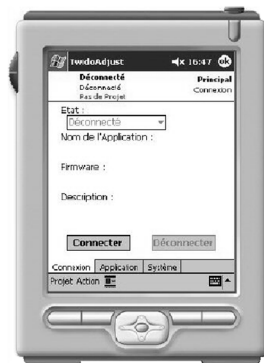 TwidoAdjust 16:47 ok
Déconnecté Principal
Déconnecté Connexion
Pas de Projet
Etat :
Déconnecté
Nom de l'Application :
Firmware :
Description :
Connecter Déconnecter
Connexion Application Système
Projet Action